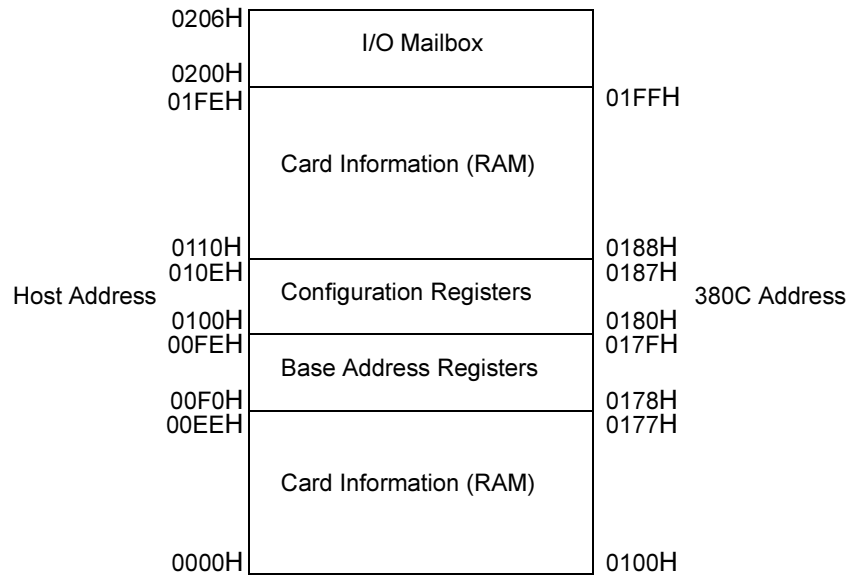 0206H
I/O Mailbox
0200H
01FEH
01FFH
Card Information (RAM)
0110H
0188H
010EH
0187H
Host Address
Configuration Registers
380C Address
0100H
0180H
00FEH
017FH
Base Address Registers
00F0H
0178H
00EEH
0177H
Card Information (RAM)
0000H
0100H